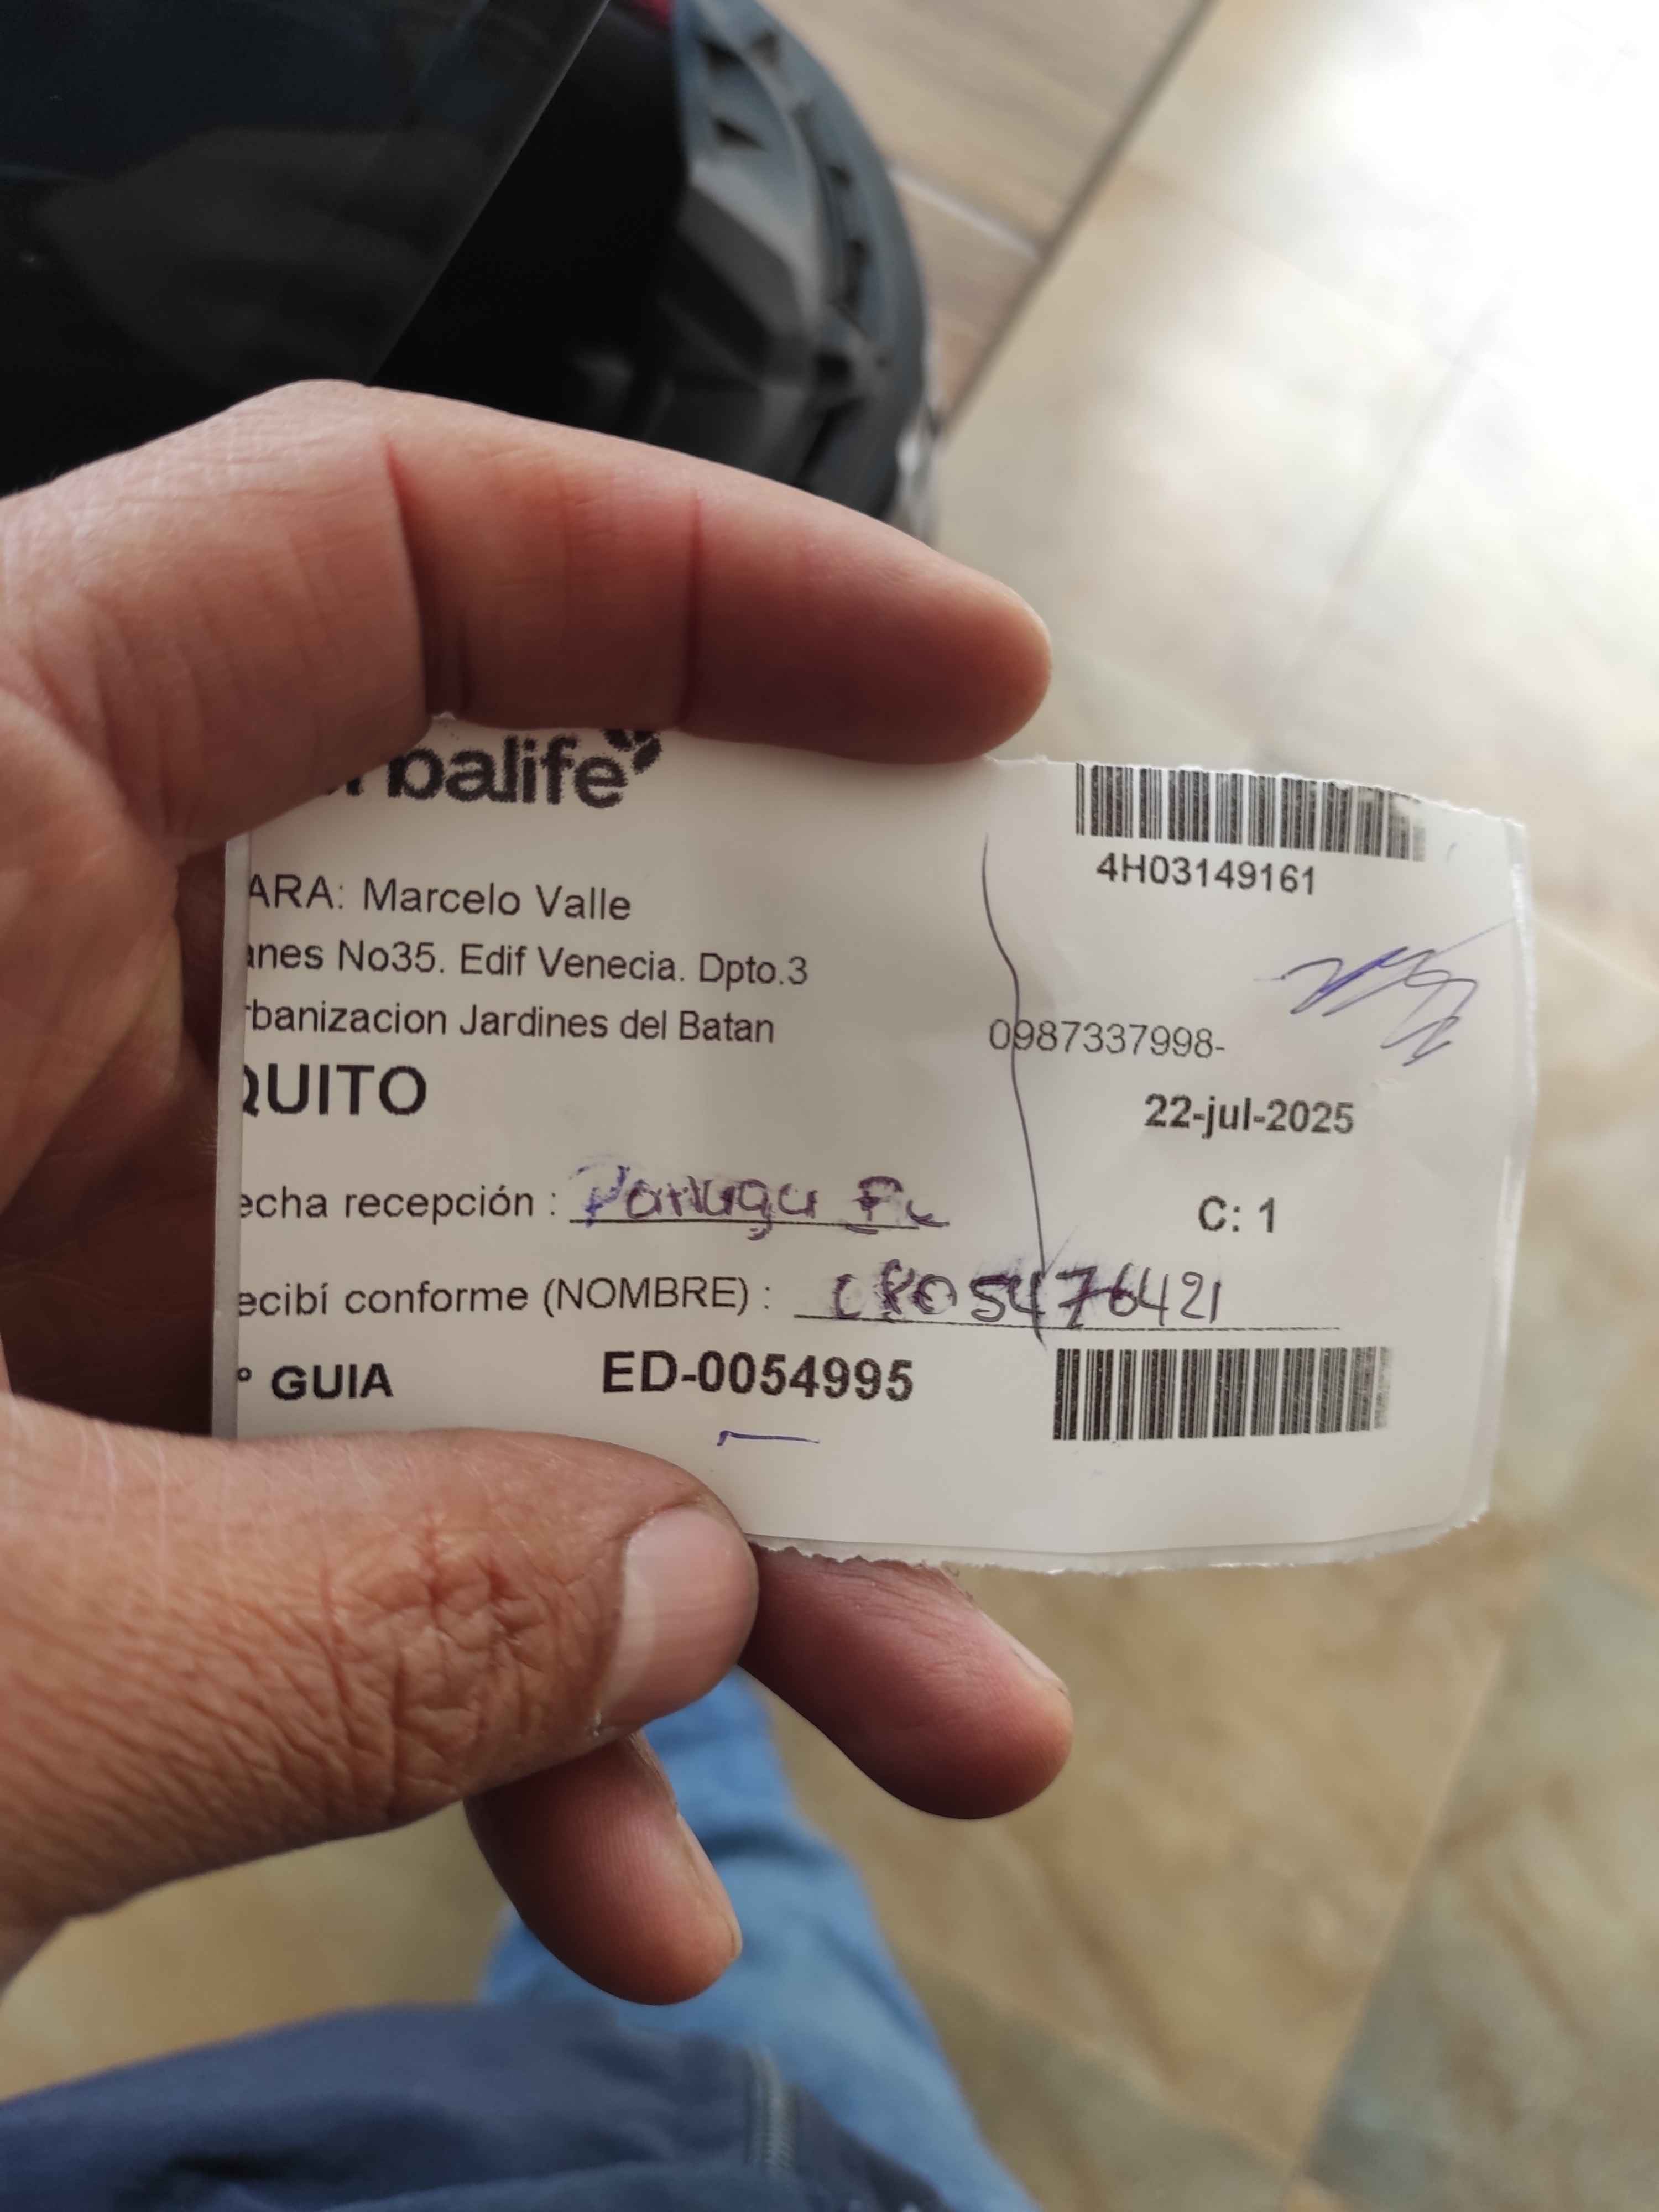 balife
4H03149161
ARA: Marcelo Valle
anes No35. Edif Venecia. Dpto.3
rbanizacion Jardines del Batan
0987337998-
QUITO
22-jul-2025
echa recepción :
C: 1
ecibí conforme (NOMBRE) : 0805476421
° GUIA ED-0054995